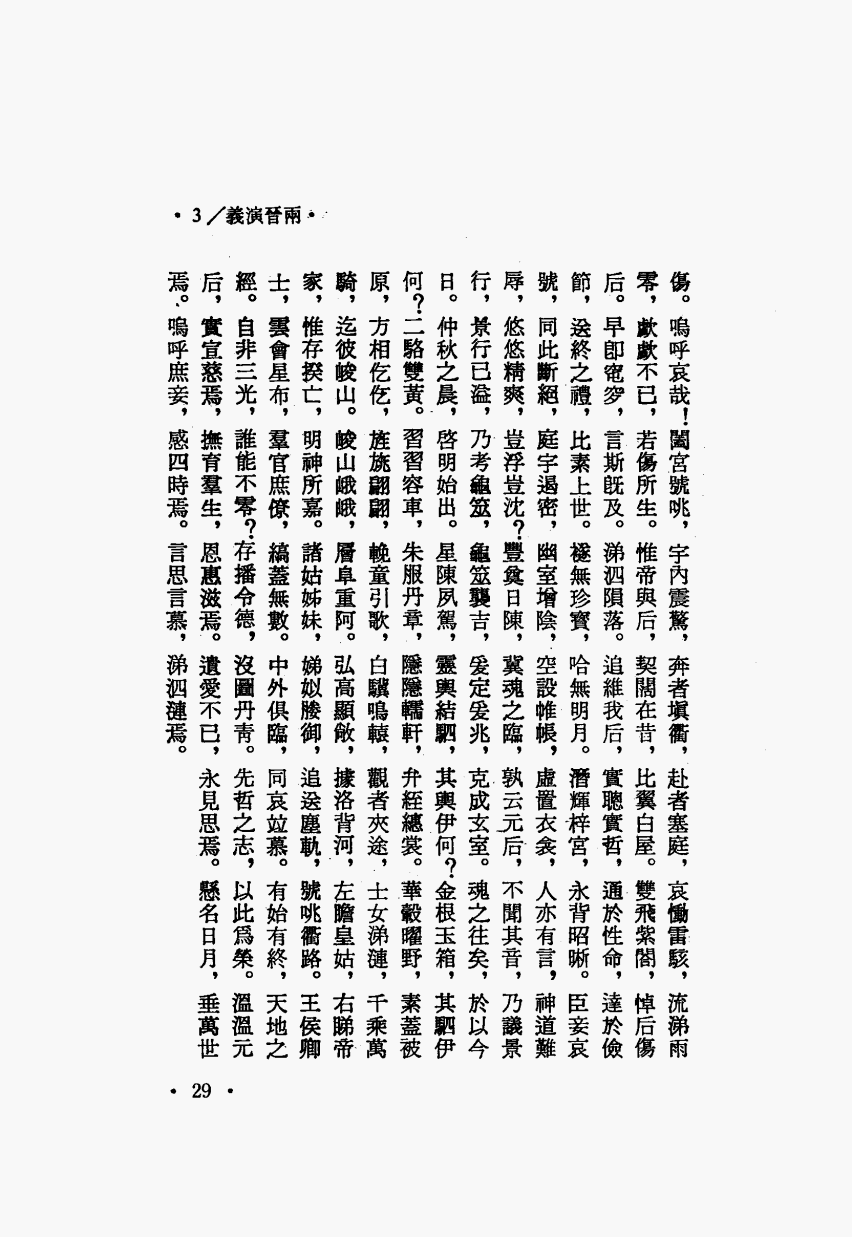 •兩晉演義／3•
傷。嗚呼哀哉！闔宮號咷，宇內震驚，奔者塡衢，赴者塞庭，哀慟雷駭，流涕雨
零，歔歔不已，若傷所生。惟帝與后，契闊在昔，比翼白屋。雙飛紫閣，悼后傷
后。早卽窀穸，言斯旣及。涕泗隕落。追維我后，實聰實哲，通於性命，達於儉
節，送終之禮，比素上世。襚無珍寶，哈無明月。潛輝梓宮，永背昭晰。臣妾哀
號，同此斷絕，庭宇遏密，幽室增陰，空設帷帳，虛置衣衾，人亦有言，神道難
辱，悠悠精爽，豈浮豈沈？豐奠日陳，冀魂之臨，孰云元后，不聞其音，乃議景
行，景行已溢，乃考龜筮，龜筮襲吉，爰定爰兆，克成玄室。魂之往矣，於以今
日。仲秋之晨，啓明始出。星陳夙駕，靈輿結駟，其輿伊何？金根玉箱，其駟伊
何？二駱雙黃。習習容車，朱服丹章，隱隱轜軒，弁絰繐裳。華轂曜野，素蓋被
原，方相仡仡，旌旐翩翩，輓童引歌，白驥鳴轅，觀者夾途，士女涕漣，千乘萬
騎，迄彼峻山。峻山峨峨，層阜重阿。弘高顯敞，據洛背河，左瞻皇姑，右睇帝
家，惟存揆亡，明神所嘉。諸姑姊妹，娣姒媵御，追送塵軌，號咷衢路。王侯卿
士，雲會星布，羣官庶僚，縞蓋無數。中外俱臨，同哀竝慕。有始有終，天地之
經。自非三光，誰能不零？存播令德，沒圖丹靑。先哲之志，以此爲榮。溫溫元
后，實宣慈焉，撫育羣生，恩惠滋焉。遺愛不已，永見思焉。懸名日月，垂萬世
焉。嗚呼庶妾，感四時焉。言思言慕，涕泗漣焉。
• 29 •